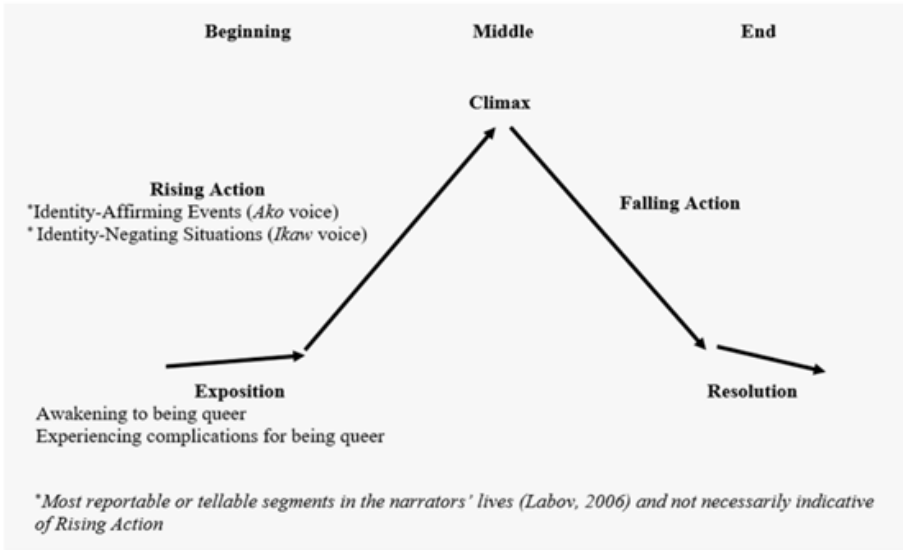 Beginning Middle End
Climax
Rising Action
*Identity-Affirming Events (Ako voice)
* Identity-Negating Situations (Ikaw voice)
Falling Action
Exposition
Awakening to being queer
Experiencing complications for being queer
Resolution
*Most reportable or tellable segments in the narrators' lives (Labov, 2006) and not necessarily indicative
of Rising Action